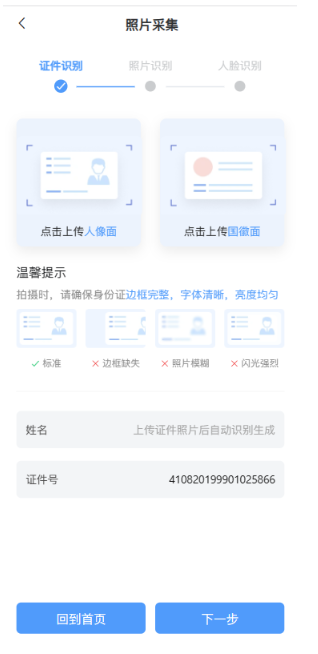 照片采集
证件识别 照片识别 人脸识别
点击上传人像面 点击上传国徽面
温馨提示
拍摄时，请确保身份证边框完整，字体清晰，亮度均匀
标准 边框缺失 照片模糊 闪光强烈
姓名 上传证件照片后自动识别生成
证件号 410820199901025866
回到首页 下一步